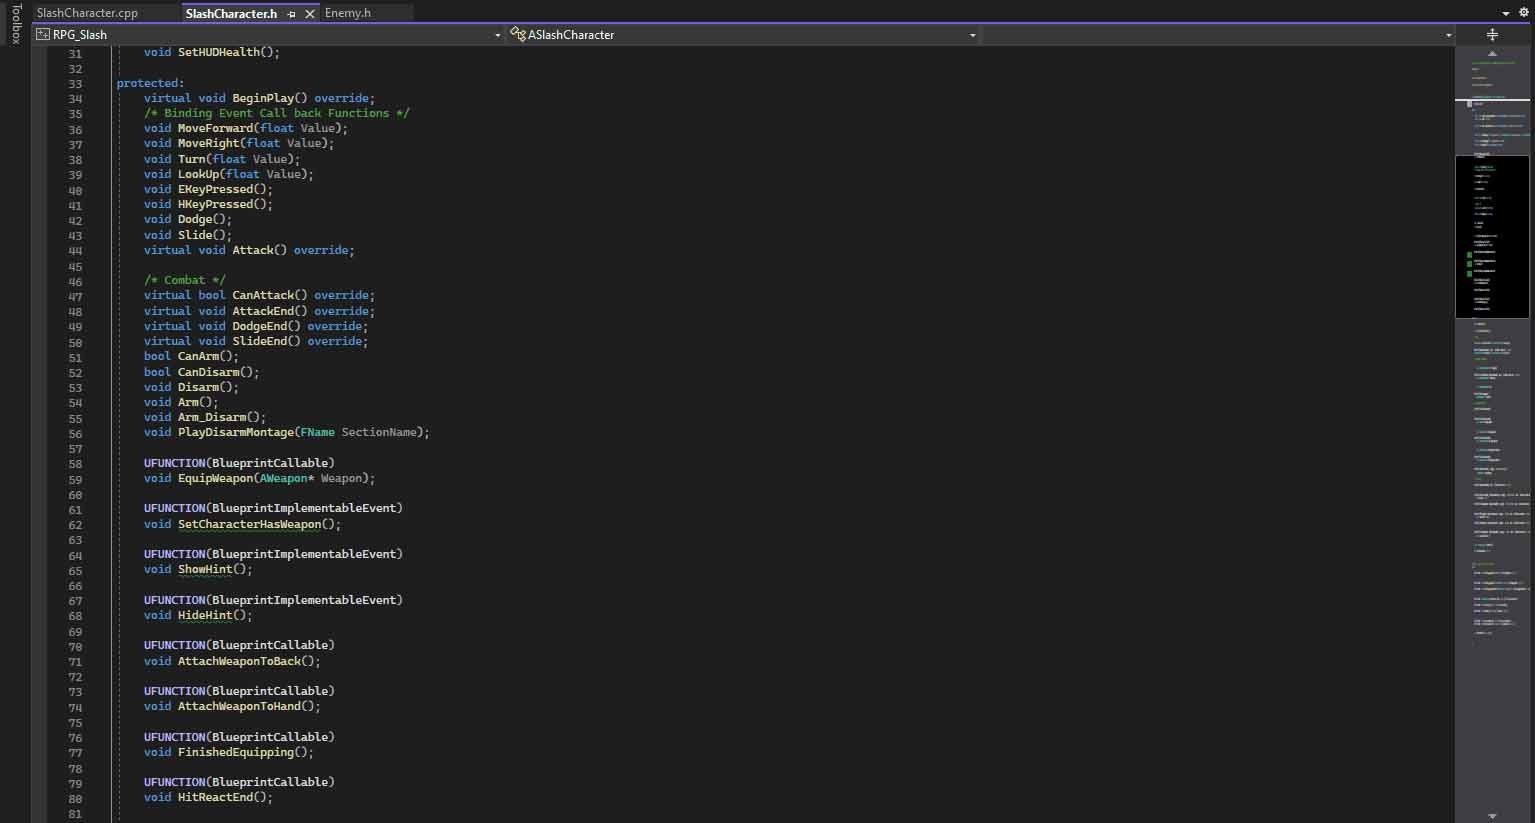 Toolbox
SlashCharacter.cpp
SlashCharacter.h
Enemy.h
RPG_Slash
ASlashCharacter
31 void SetHUDHealth();
32
33 protected:
34 virtual void BeginPlay() override;
35 /* Binding Event Call back Functions */
36 void MoveForward(float Value);
37 void MoveRight(float Value);
38 void Turn(float Value);
39 void LookUp(float Value);
40 void EKeyPressed();
41 void HKeyPressed();
42 void Dodge();
43 void Slide();
44 virtual void Attack() override;
45
46 /* Combat */
47 virtual bool CanAttack() override;
48 virtual void AttackEnd() override;
49 virtual void DodgeEnd() override;
50 virtual void SlideEnd() override;
51 bool CanArm();
52 bool CanDisarm();
53 void Disarm();
54 void Arm();
55 void Arm_Disarm();
56 void PlayDisarmMontage(FName SectionName);
57
58 UFUNCTION(BlueprintCallable)
59 void EquipWeapon(AWeapon* Weapon);
60
61 UFUNCTION(BlueprintImplementableEvent)
62 void SetCharacterHasWeapon();
63
64 UFUNCTION(BlueprintImplementableEvent)
65 void ShowHint();
66
67 UFUNCTION(BlueprintImplementableEvent)
68 void HideHint();
69
70 UFUNCTION(BlueprintCallable)
71 void AttachWeaponToBack();
72
73 UFUNCTION(BlueprintCallable)
74 void AttachWeaponToHand();
75
76 UFUNCTION(BlueprintCallable)
77 void FinishedEquipping();
78
79 UFUNCTION(BlueprintCallable)
80 void HitReactEnd();
81